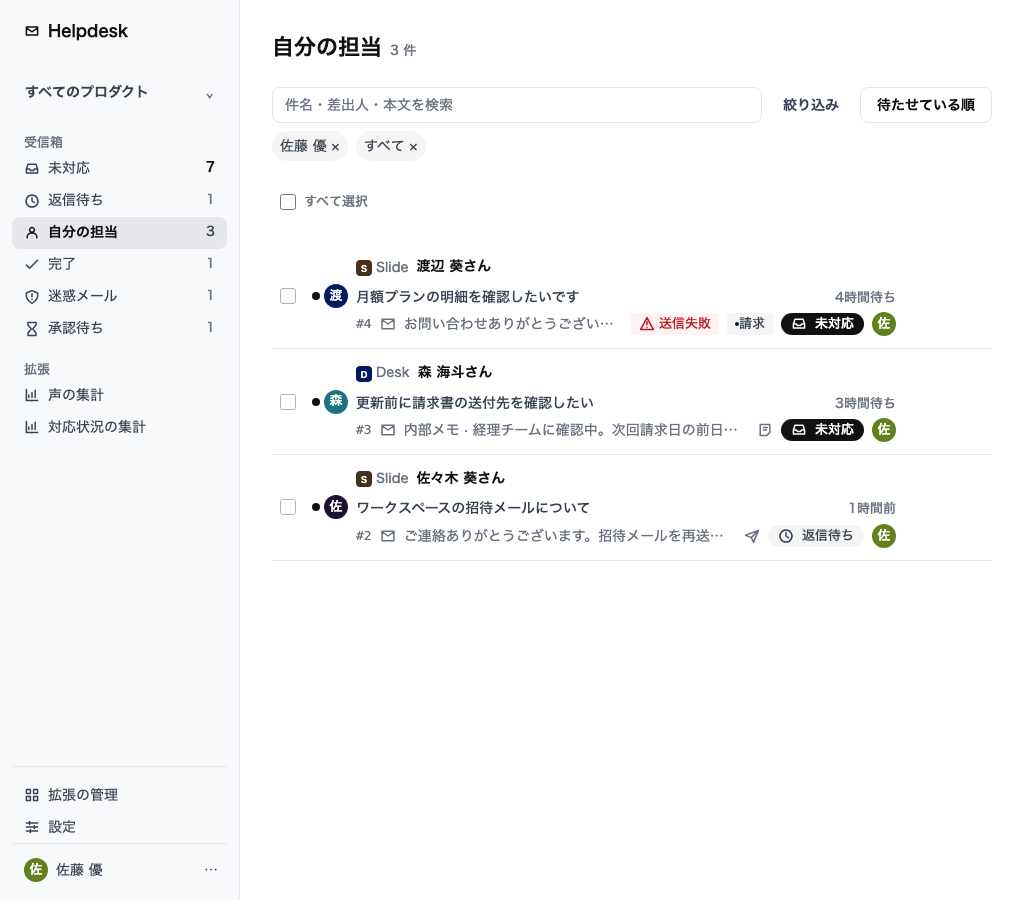 Helpdesk
すべてのプロダクト
受信箱
未対応 7
返信待ち 1
自分の担当 3
完了 1
迷惑メール 1
承認待ち 1
拡張
声の集計
対応状況の集計
拡張の管理
設定
佐 佐藤 優 …
自分の担当 3 件
件名・差出人・本文を検索 絞り込み 待たせている順
佐藤 優 × すべて ×
すべて選択
S Slide 渡辺 葵さん
渡 月額プランの明細を確認したいです 4時間待ち
#4 お問い合わせありがとうござい… 送信失敗 •請求 未対応 佐
D Desk 森 海斗さん
森 更新前に請求書の送付先を確認したい 3時間待ち
#3 内部メモ · 経理チームに確認中。次回請求日の前日… 未対応 佐
S Slide 佐々木 葵さん
佐 ワークスペースの招待メールについて 1時間前
#2 ご連絡ありがとうございます。招待メールを再送… 返信待ち 佐